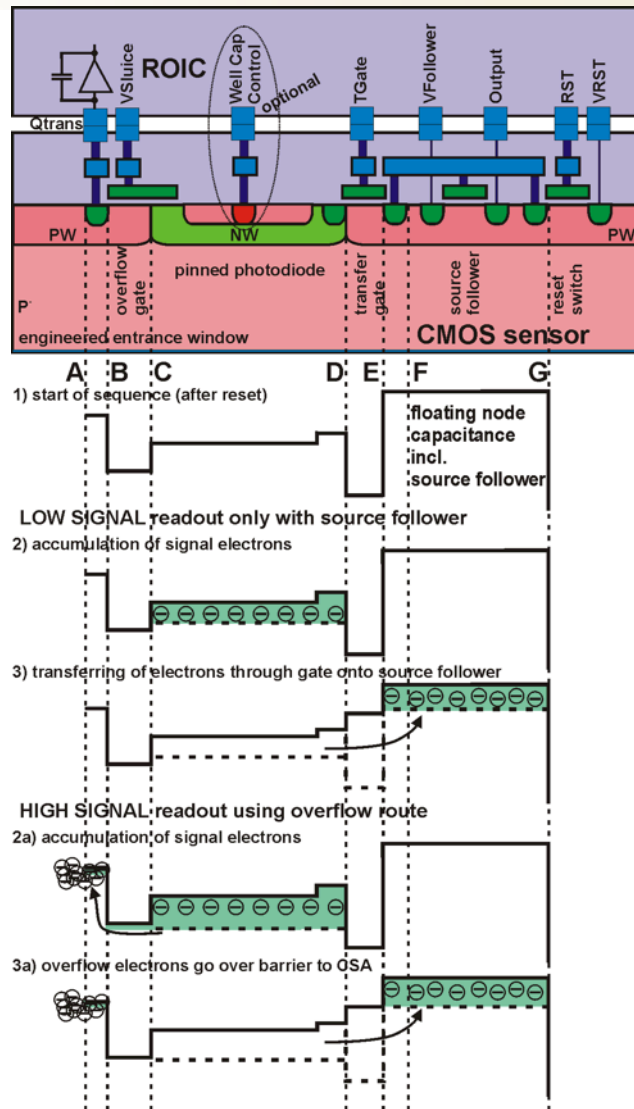 ROIC
VSluice
Well Cap
Control
optional
TGate
VFollower
Output
RST
VRST
Qtrans
PW
NW
PW
overflow
gate
pinned photodiode
transfer
gate
source
follower
reset
switch
P-
engineered entrance window
CMOS sensor
A B C D E F G
1) start of sequence (after reset)
floating node
capacitance
incl.
source follower
LOW SIGNAL readout only with source follower
2) accumulation of signal electrons
3) transferring of electrons through gate onto source follower
HIGH SIGNAL readout using overflow route
2a) accumulation of signal electrons
3a) overflow electrons go over barrier to CSA